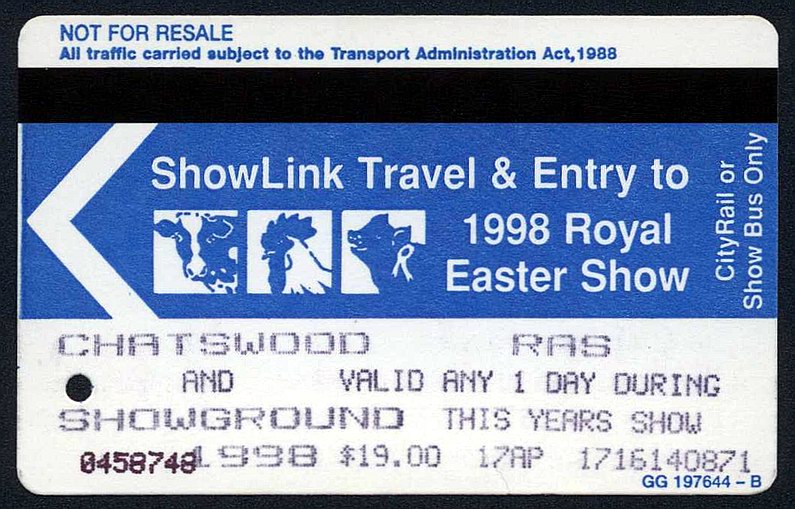 NOT FOR RESALE
All traffic carried subject to the Transport Administration Act,1988
ShowLink Travel & Entry to
1998 Royal
Easter Show
CityRail or
Show Bus Only
CHATSWOOD RAS
AND VALID ANY 1 DAY DURING
SHOWGROUND THIS YEARS SHOW
0458748 1998 $19.00 17AP 1716140871
GG 197644 – B